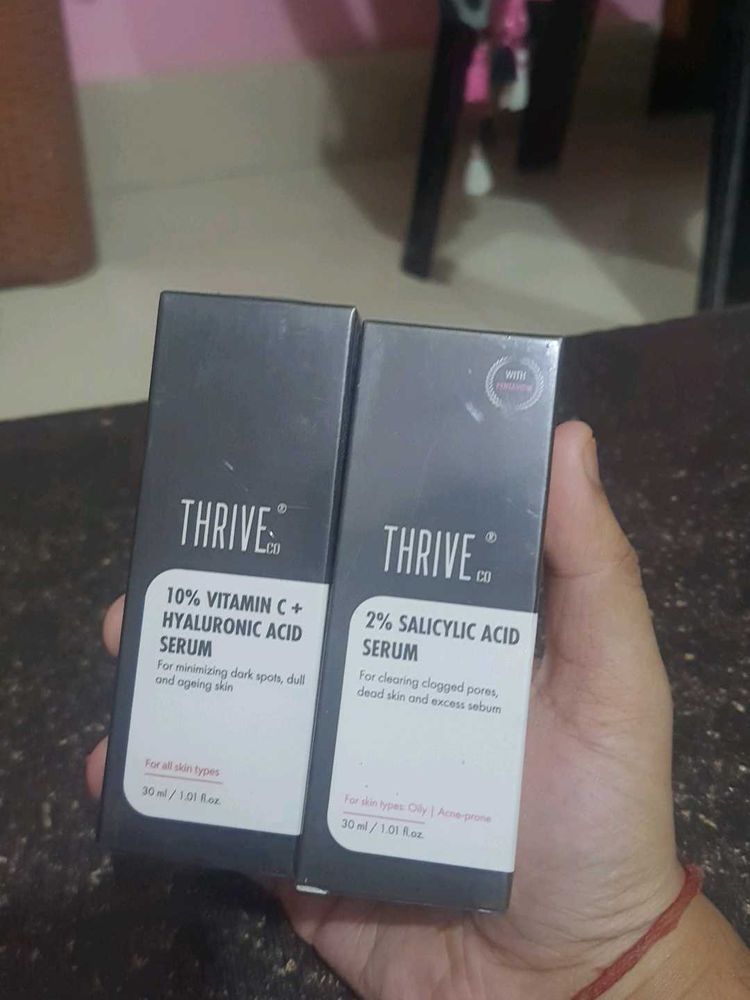 THRIVE®
CO
10% VITAMIN C +
HYALURONIC ACID
SERUM
For minimizing dark spots, dull
and ageing skin
For all skin types
30 ml / 1.01 fl.oz.
WITH
THRIVE®
CO
2% SALICYLIC ACID
SERUM
For clearing clogged pores,
dead skin and excess sebum
For skin types: Oily | Acne-prone
30 ml / 1.01 fl.oz.